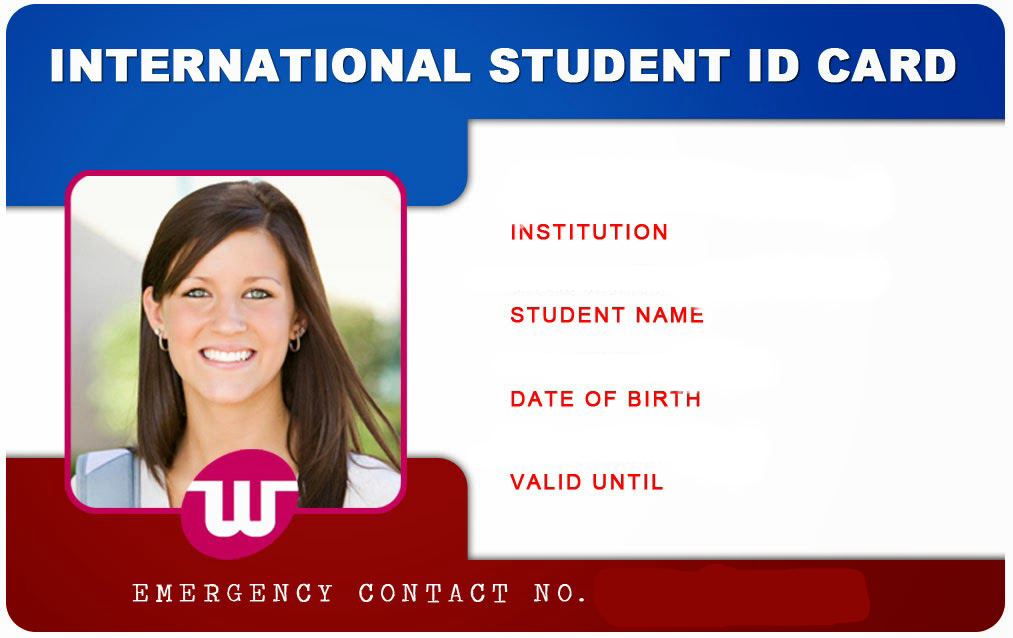 INTERNATIONAL STUDENT ID CARD
INSTITUTION
STUDENT NAME
DATE OF BIRTH
VALID UNTIL
W
EMERGENCY CONTACT NO.